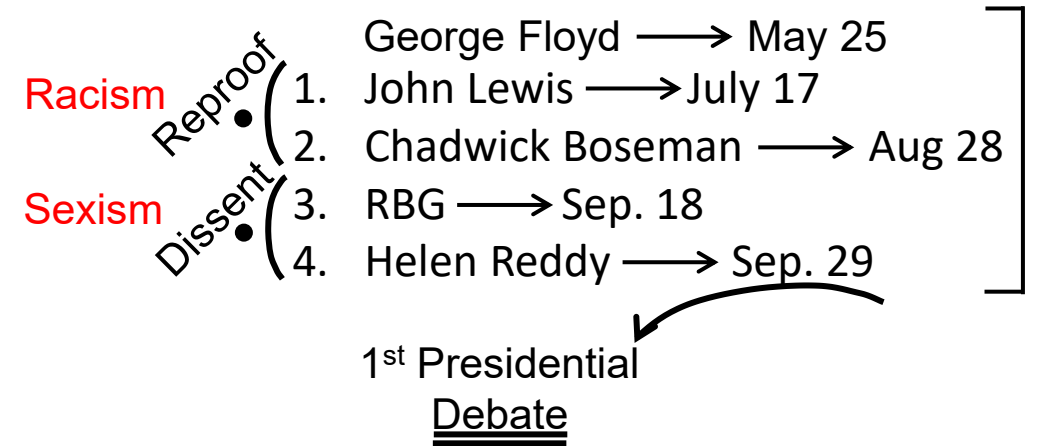 George Floyd → May 25
Racism
Reproof
1. John Lewis → July 17
2. Chadwick Boseman → Aug 28
Sexism
Dissent
3. RBG → Sep. 18
4. Helen Reddy → Sep. 29
1st Presidential
Debate